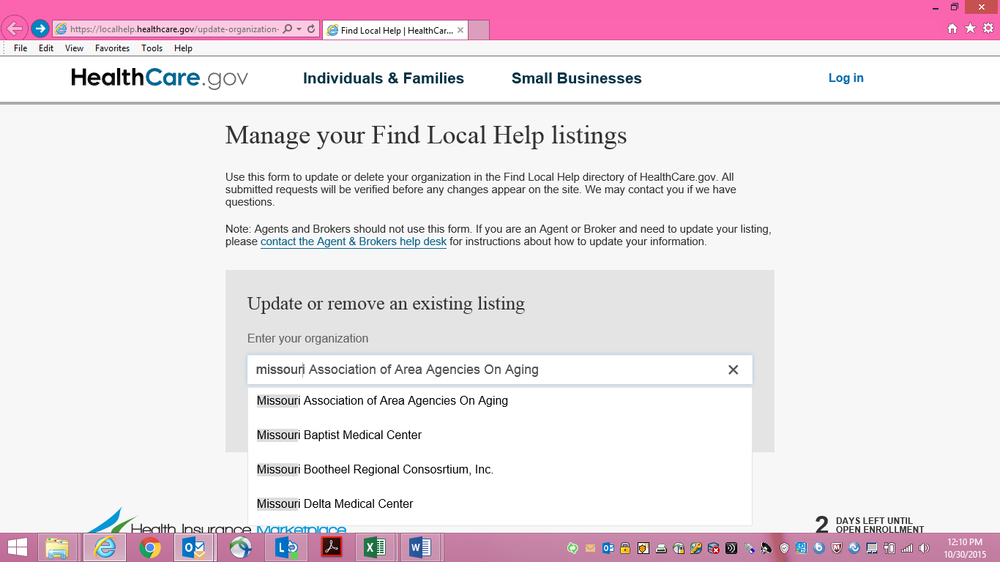 https://localhelp.healthcare.gov/update-organization-
Find Local Help | HealthCar...
File Edit View Favorites Tools Help
HealthCare.gov
Individuals & Families
Small Businesses
Log in
Manage your Find Local Help listings
Use this form to update or delete your organization in the Find Local Help directory of HealthCare.gov. All
submitted requests will be verified before any changes appear on the site. We may contact you if we have
questions.
Note: Agents and Brokers should not use this form. If you are an Agent or Broker and need to update your listing,
please contact the Agent & Brokers help desk for instructions about how to update your information.
Update or remove an existing listing
Enter your organization
missouri Association of Area Agencies On Aging
Missouri Association of Area Agencies On Aging
Missouri Baptist Medical Center
Missouri Bootheel Regional Consosrtium, Inc.
Missouri Delta Medical Center
Health Insurance Marketplace
2 DAYS LEFT UNTIL
OPEN ENROLLMENT
12:10 PM
10/30/2015